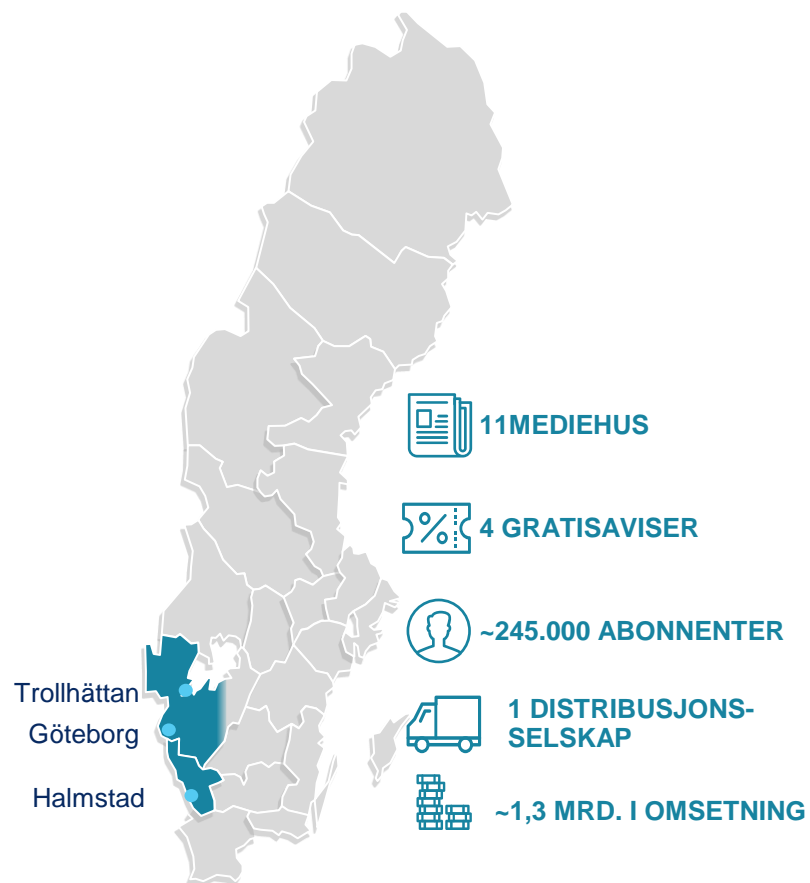 11MEDIEHUS
4 GRATISAVISER
~245.000 ABONNENTER
Trollhättan
Göteborg
Halmstad
1 DISTRIBUSJONS-
SELSKAP
~1,3 MRD. I OMSETNING